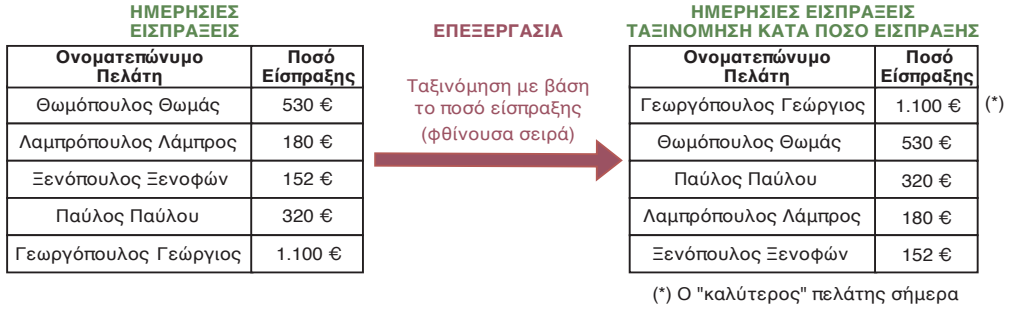 ΗΜΕΡΗΣΙΕΣ
ΕΙΣΠΡΑΞΕΙΣ
Ονοματεπώνυμο Ποσό
Πελάτη Είσπραξης
Θωμόπουλος Θωμάς 530 €
Λαμπρόπουλος Λάμπρος 180 €
Ξενόπουλος Ξενοφών 152 €
Παύλος Παύλου 320 €
Γεωργόπουλος Γεώργιος 1.100 €
ΕΠΕΞΕΡΓΑΣΙΑ
Ταξινόμηση με βάση
το ποσό είσπραξης
(φθίνουσα σειρά)
ΗΜΕΡΗΣΙΕΣ ΕΙΣΠΡΑΞΕΙΣ
ΤΑΞΙΝΟΜΗΣΗ ΚΑΤΑ ΠΟΣΟ ΕΙΣΠΡΑΞΗΣ
Ονοματεπώνυμο Ποσό
Πελάτη Είσπραξης
Γεωργόπουλος Γεώργιος 1.100 € (*)
Θωμόπουλος Θωμάς 530 €
Παύλος Παύλου 320 €
Λαμπρόπουλος Λάμπρος 180 €
Ξενόπουλος Ξενοφών 152 €
(*) Ο "καλύτερος" πελάτης σήμερα